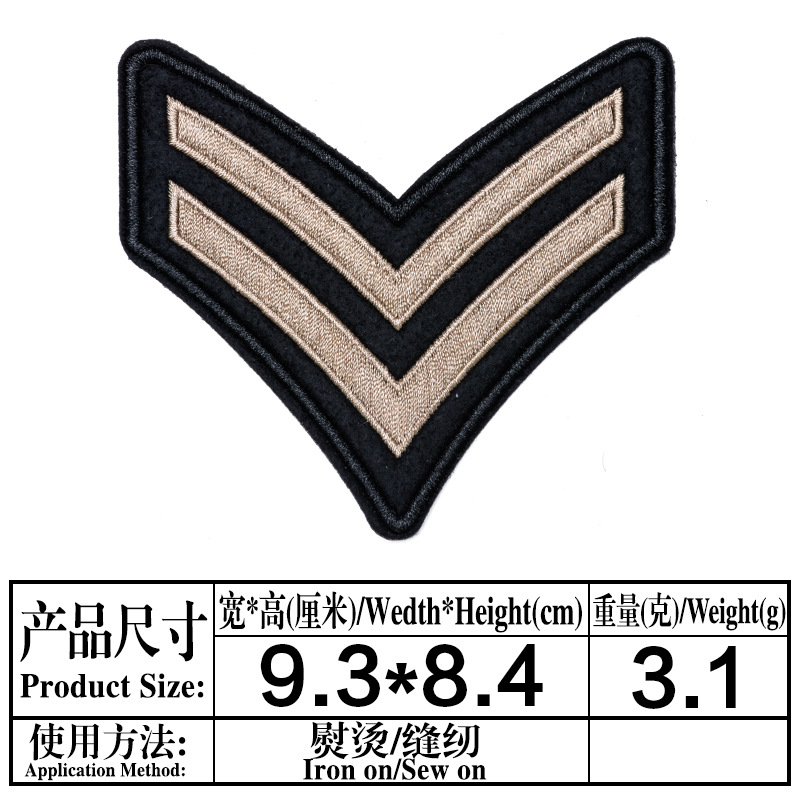 产品尺寸
Product Size:
宽*高(厘米)/Wedth*Height(cm)
重量(克)/Weight(g)
9.3*8.4
3.1
使用方法:
Application Method:
熨烫/缝纫
Iron on/Sew on